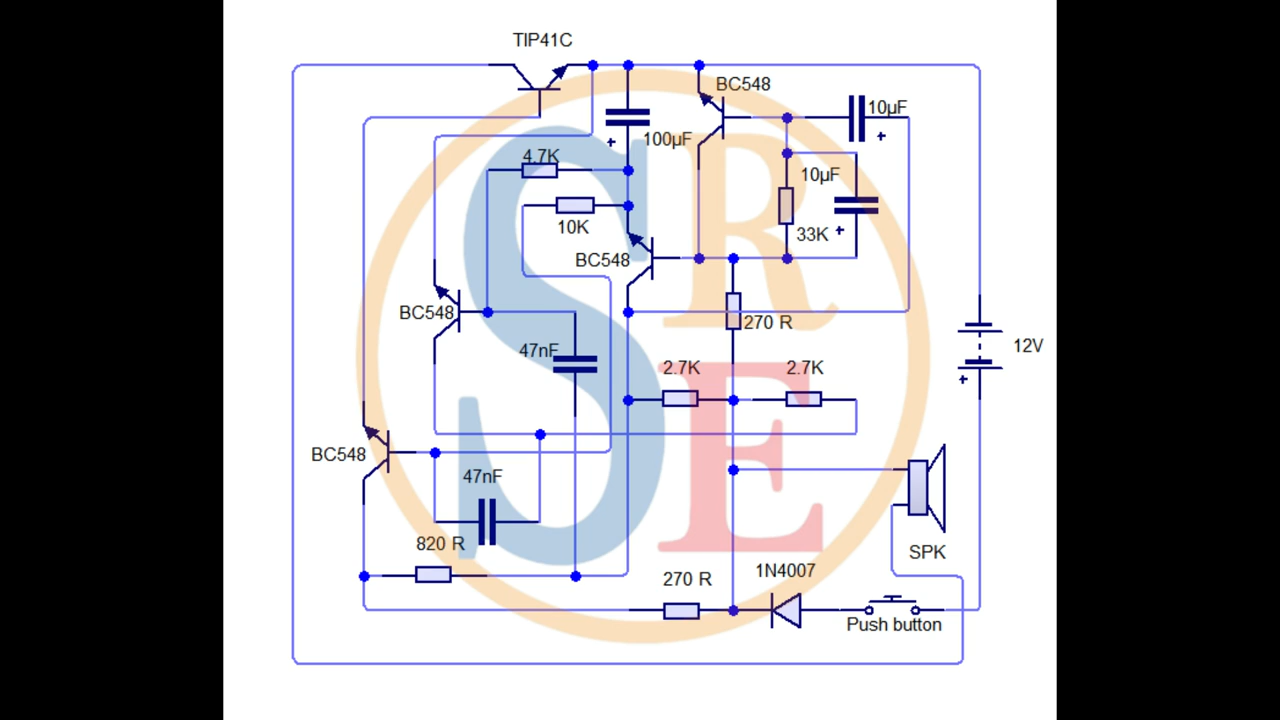 TIP41C
BC548
10µF
+
100µF
+
4.7K
10µF
10K
33K
+
BC548
BC548
270 R
47nF
12V
2.7K
2.7K
+
BC548
47nF
820 R
SPK
270 R
1N4007
Push button
S
R
E